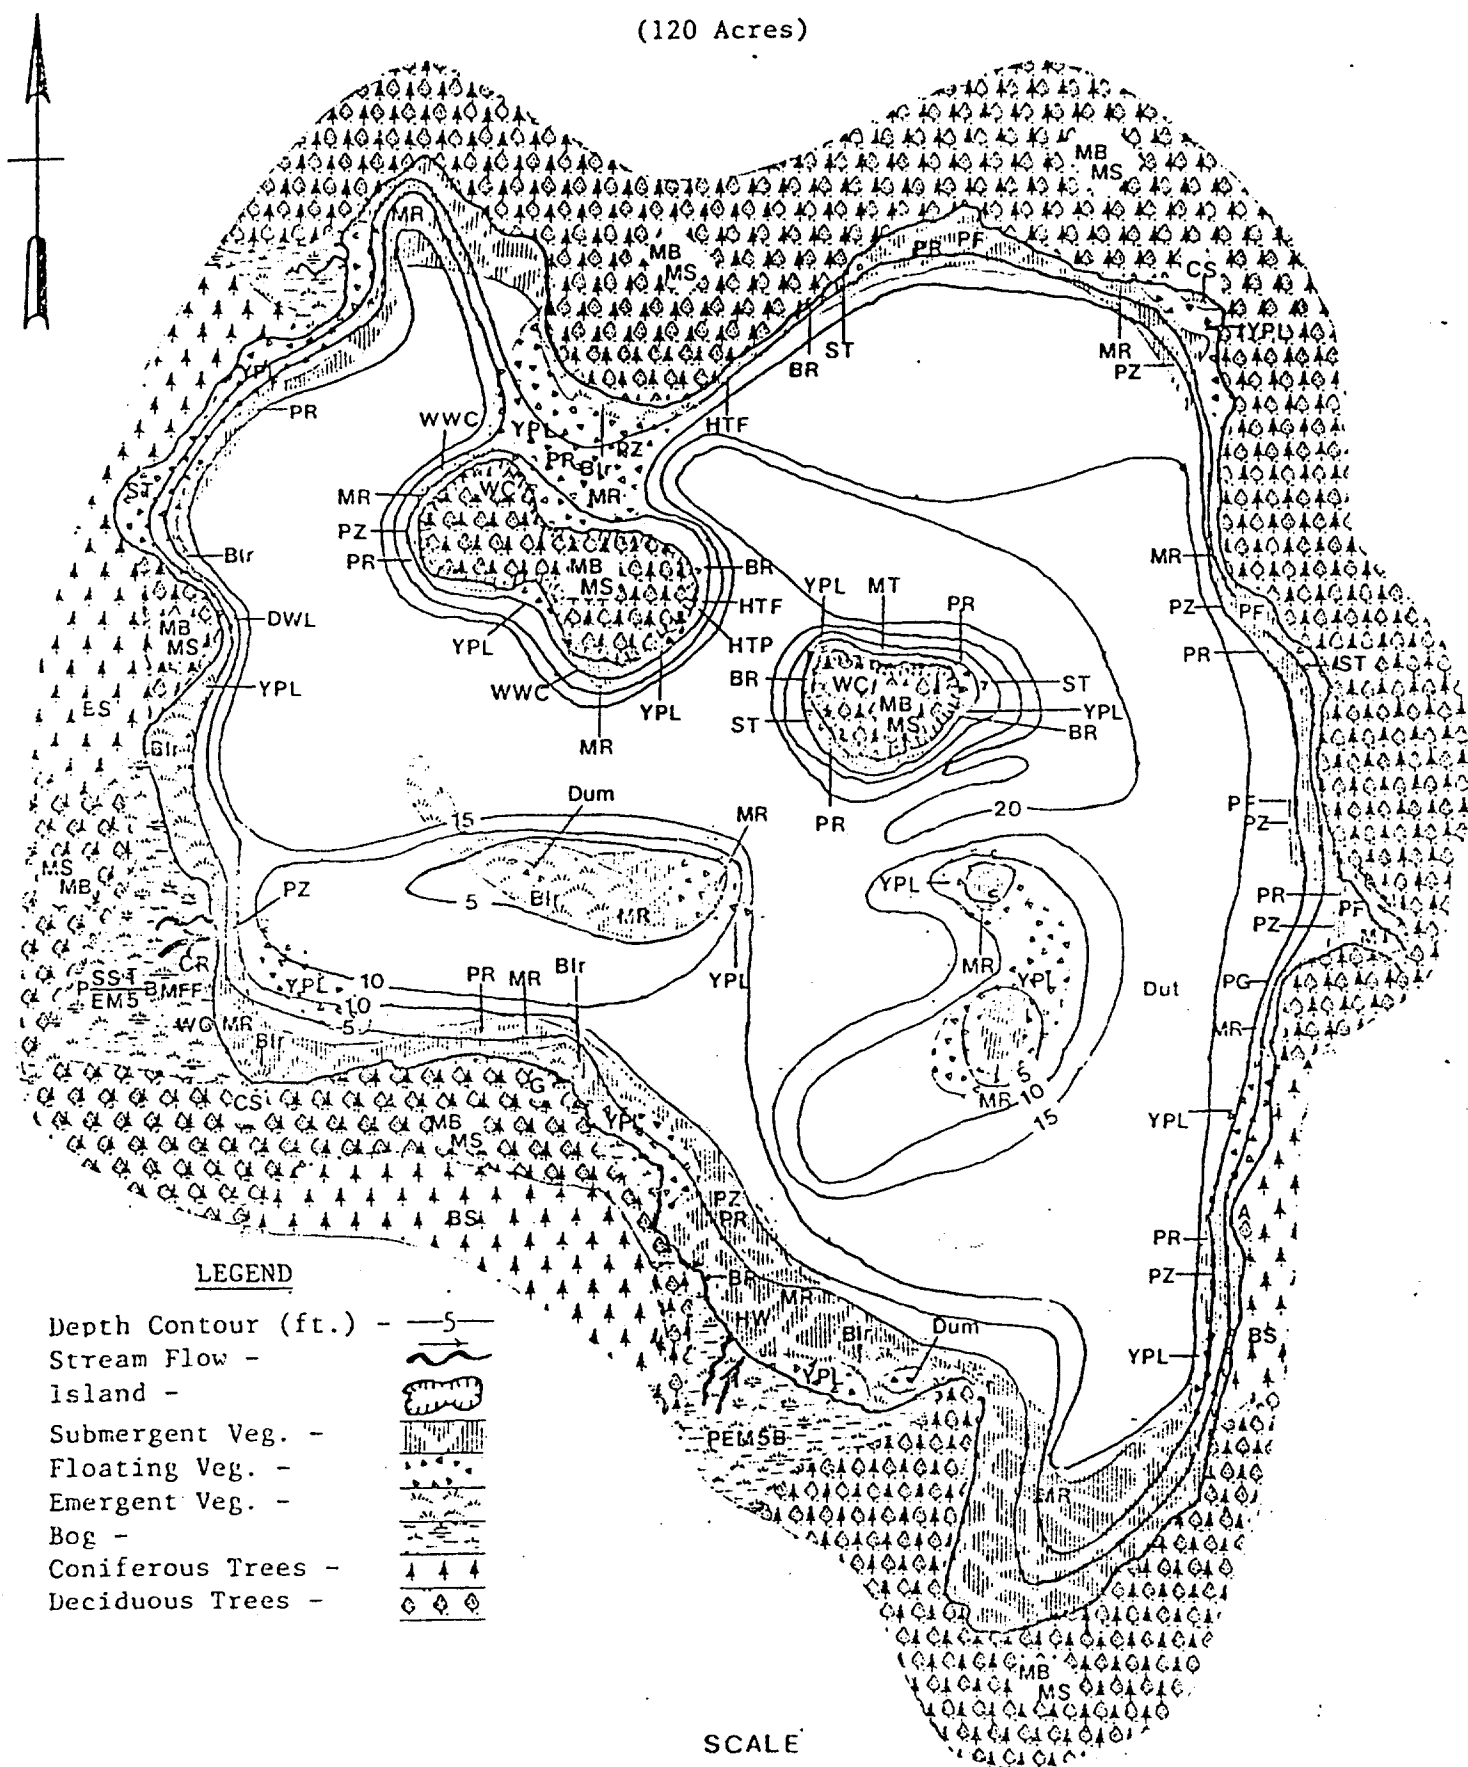 (120 Acres)
MB
MS
MR
MB
MS
PR PF
CS
YPL
YPL
ST
BR
MR
PZ
PR
WWC
YPL
HTF
PZ
PR
Blr
MR
WC
MR
ST
PZ
PR
Blr
MB
MS
BR
YPL
MT
PR
MR
PZ
PF
DWL
HTF
MB
MS
YPL
HTP
PR
ST
BR
WC
ST
YPL
WWC
YPL
MB
MS
YPL
ES
ST
BR
Blr
MR
Dum
15
MR
PR
20
PF
PZ
MS
MB
PZ
5
Blr
MR
YPL
PR
PF
PZ
CR
SST
P B
EM5
MFF
YPL
10
10
PR
MR
Blr
YPL
MR
YPL
Dut
PG
WG
MR
5
Blr
MR
G
CS
MB
MS
YPL
5
MR
10
15
YPL
BS
PZ
PR
A
PR
PZ
LEGEND
BR
MR
HW
Blr
Dum
BS
YPL
YPL
Depth Contour (ft.) - 5
Stream Flow -
Island -
Submergent Veg. -
Floating Veg. -
Emergent Veg. -
Bog -
Coniferous Trees -
Deciduous Trees -
PEM5B
MR
MB
MS
SCALE